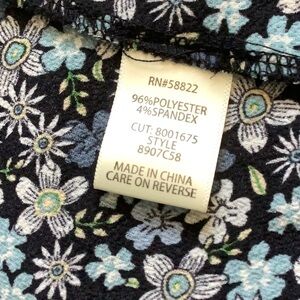 RN#58822
96%POLYESTER
4%SPANDEX
CUT: 8001675
STYLE
8907C58
MADE IN CHINA
CARE ON REVERSE